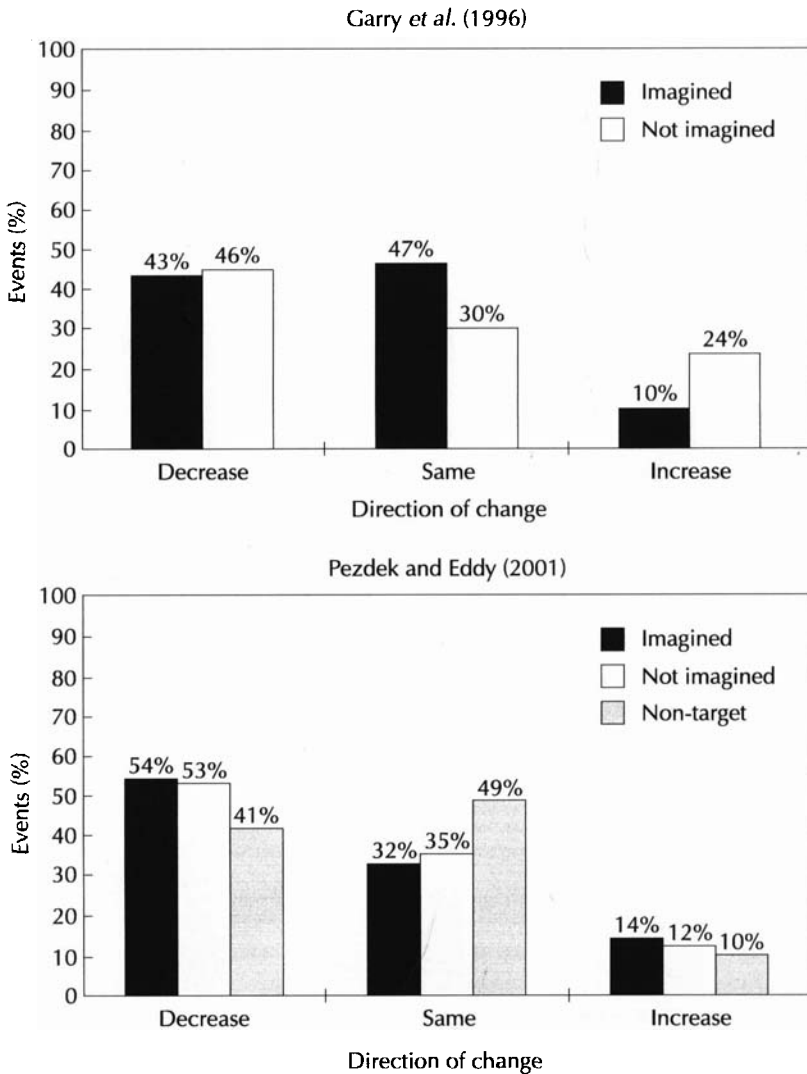 Garry et al. (1996)
100
90
80
70
60
50
40
30
20
10
0
Events (%)
Imagined
Not imagined
43% 46%
47%
30%
10%
24%
Decrease Same Increase
Direction of change
Pezdek and Eddy (2001)
100
90
80
70
60
50
40
30
20
10
0
Events (%)
Imagined
Not imagined
Non-target
54% 53%
41%
32% 35%
49%
14% 12% 10%
Decrease Same Increase
Direction of change